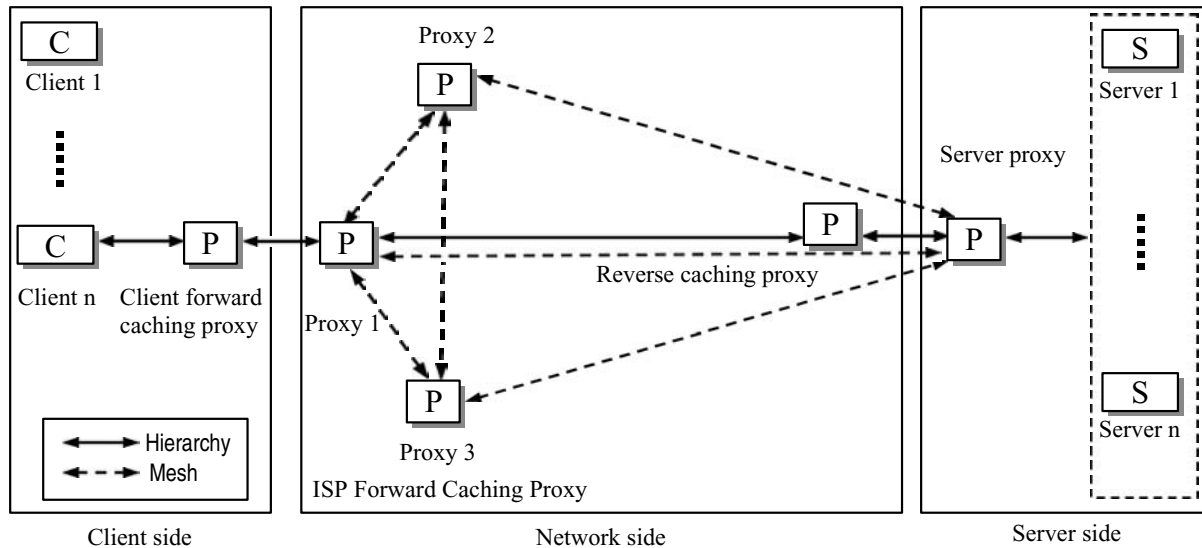 C
Client 1
C
Client n
P
Client forward
caching proxy
Hierarchy
Mesh
Client side
Proxy 2
P
P
Proxy 1
P
Reverse caching proxy
P
Proxy 3
ISP Forward Caching Proxy
Network side
Server proxy
P
S
Server 1
S
Server n
Server side